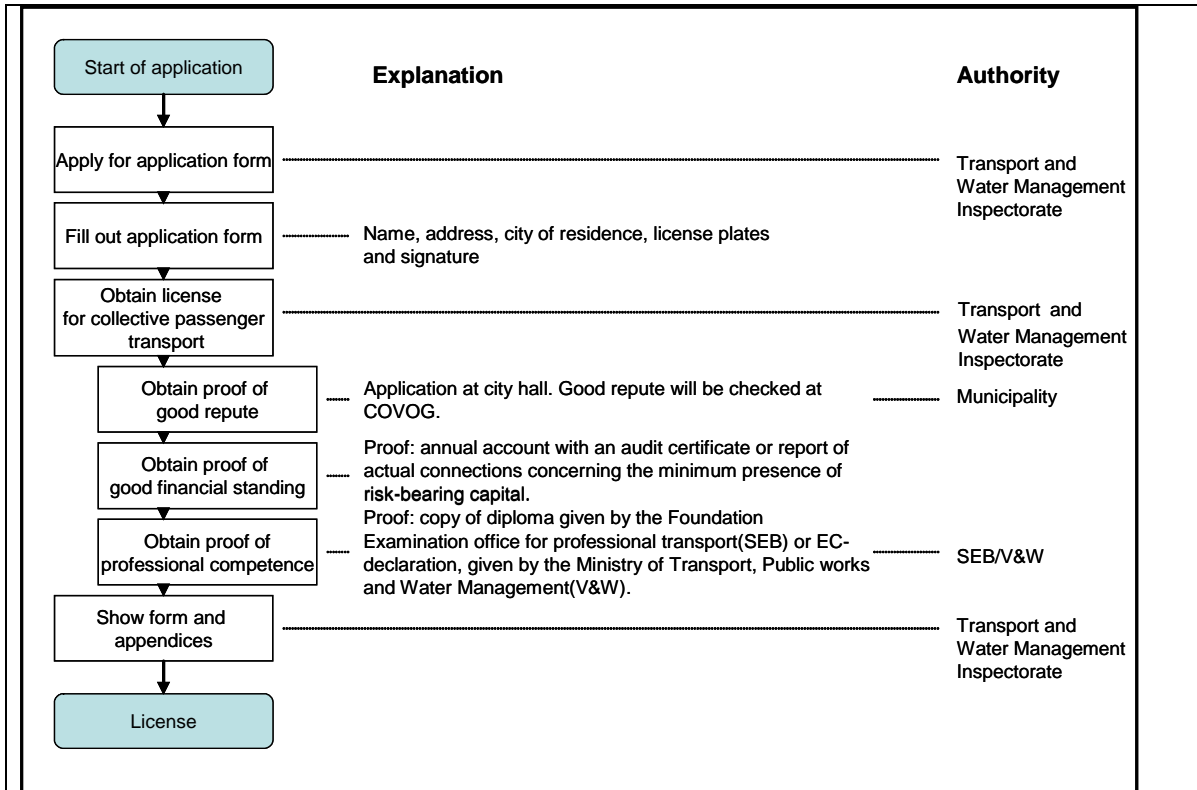 Start of application
Explanation
Authority
Apply for application form
Transport and
Water Management
Inspectorate
Fill out application form
Name, address, city of residence, license plates
and signature
Obtain license
for collective passenger
transport
Transport and
Water Management
Inspectorate
Obtain proof of
good repute
Application at city hall. Good repute will be checked at
COVOG.
Municipality
Obtain proof of
good financial standing
Proof: annual account with an audit certificate or report of
actual connections concerning the minimum presence of
risk-bearing capital.
Obtain proof of
professional competence
Proof: copy of diploma given by the Foundation
Examination office for professional transport(SEB) or EC-
declaration, given by the Ministry of Transport, Public works
and Water Management(V&W).
SEB/V&W
Show form and
appendices
Transport and
Water Management
Inspectorate
License